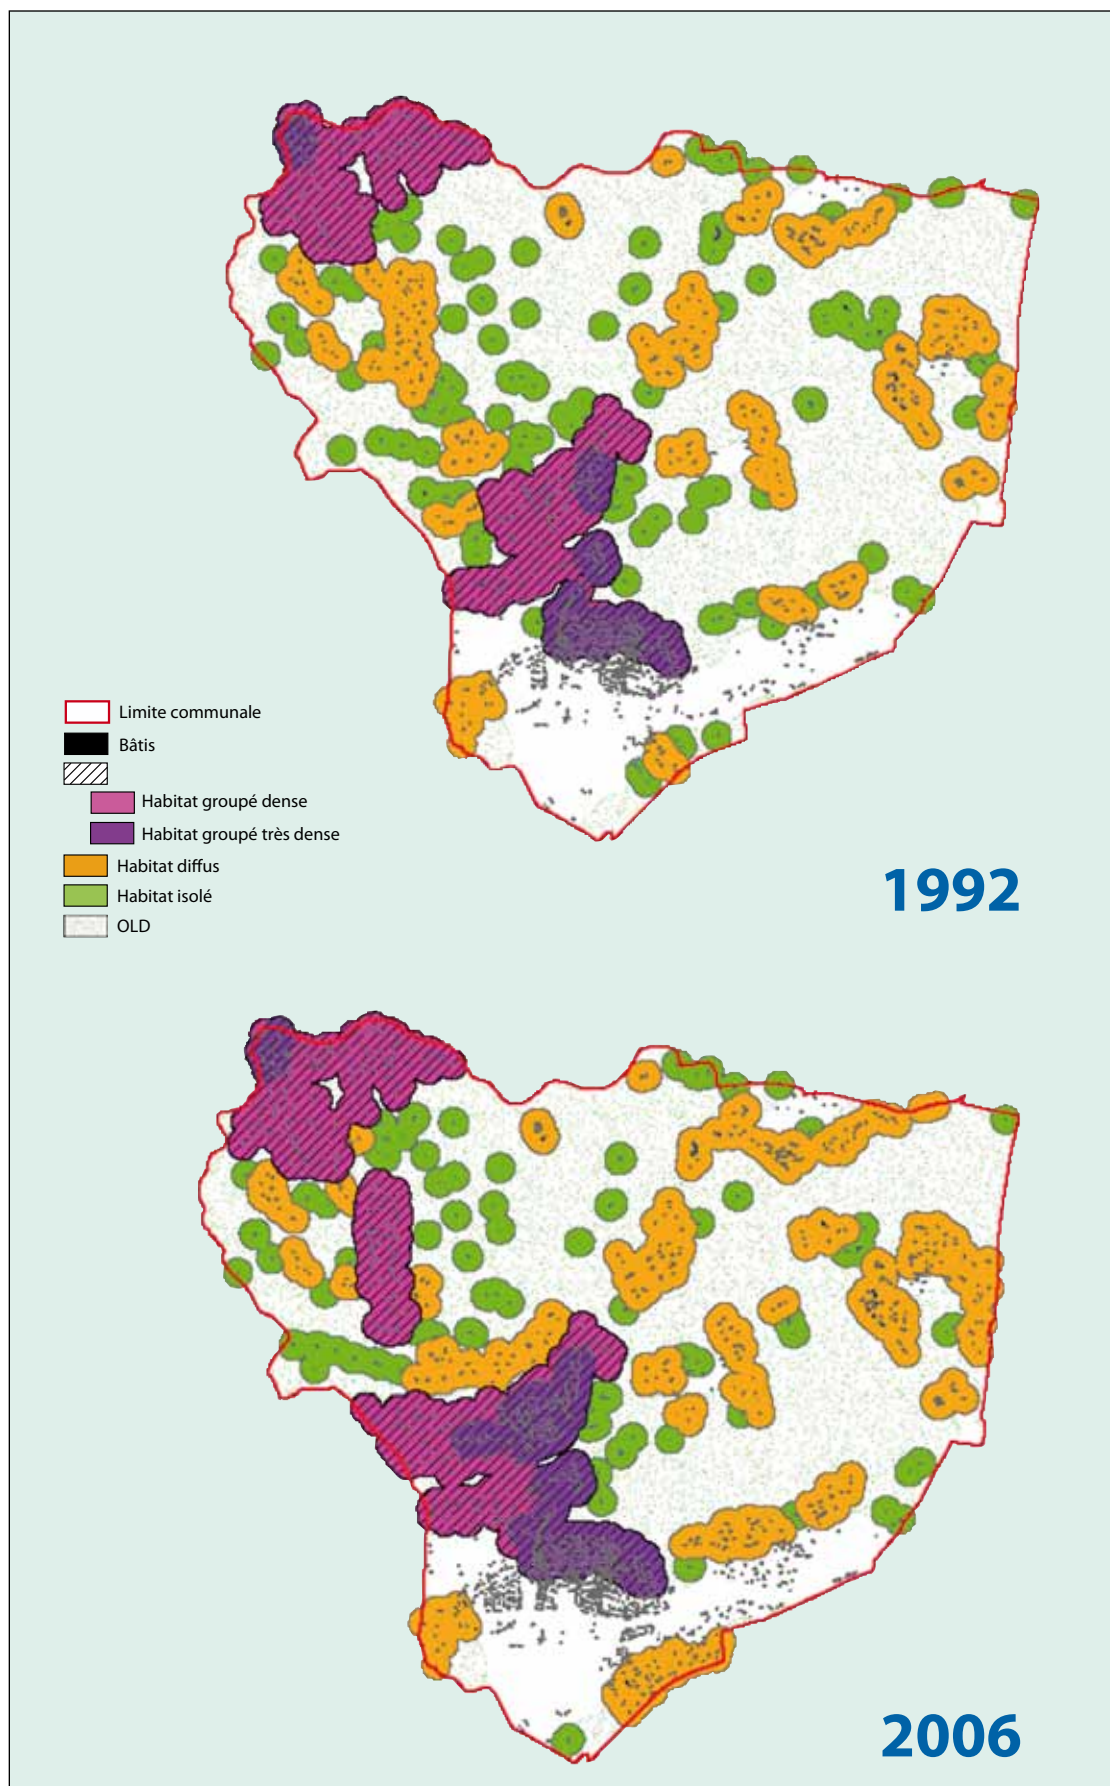 Limite communale
Bâtis
Habitat groupé dense
Habitat groupé très dense
Habitat diffus
Habitat isolé
OLD
1992
2006